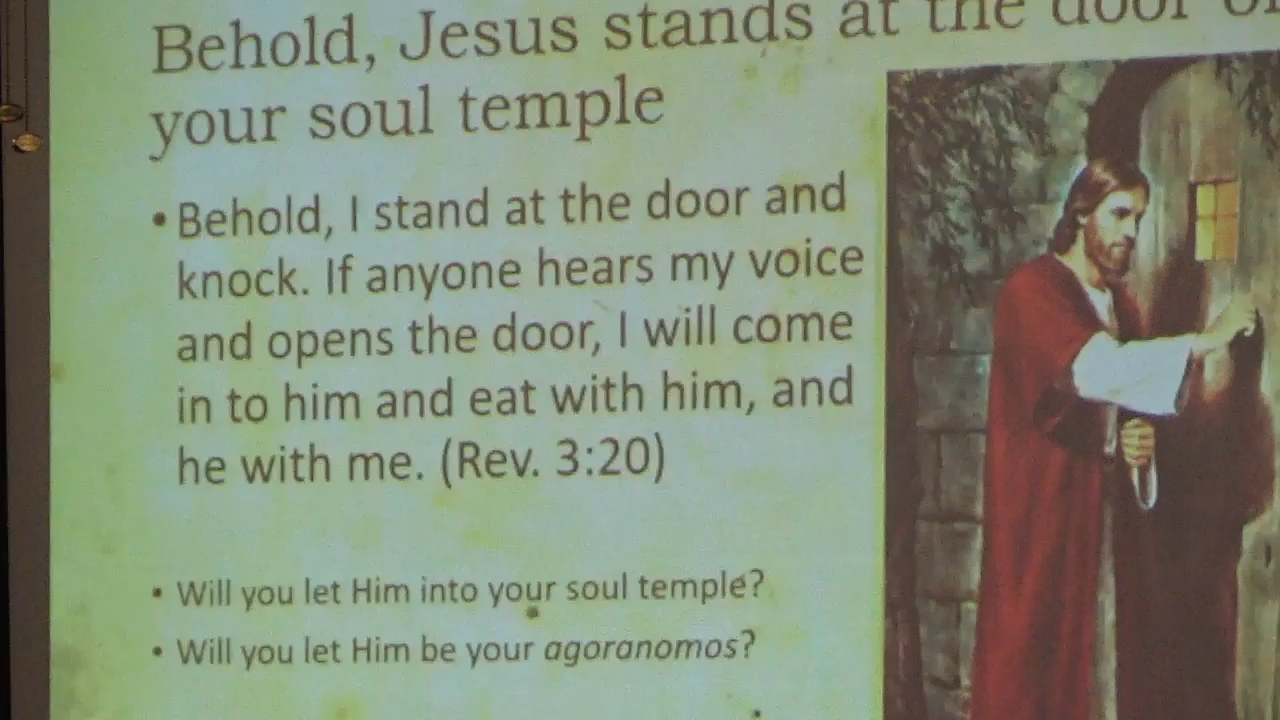 Behold, Jesus stands at the door of
your soul temple
• Behold, I stand at the door and
knock. If anyone hears my voice
and opens the door, I will come
in to him and eat with him, and
he with me. (Rev. 3:20)
• Will you let Him into your soul temple?
• Will you let Him be your agoranomos?